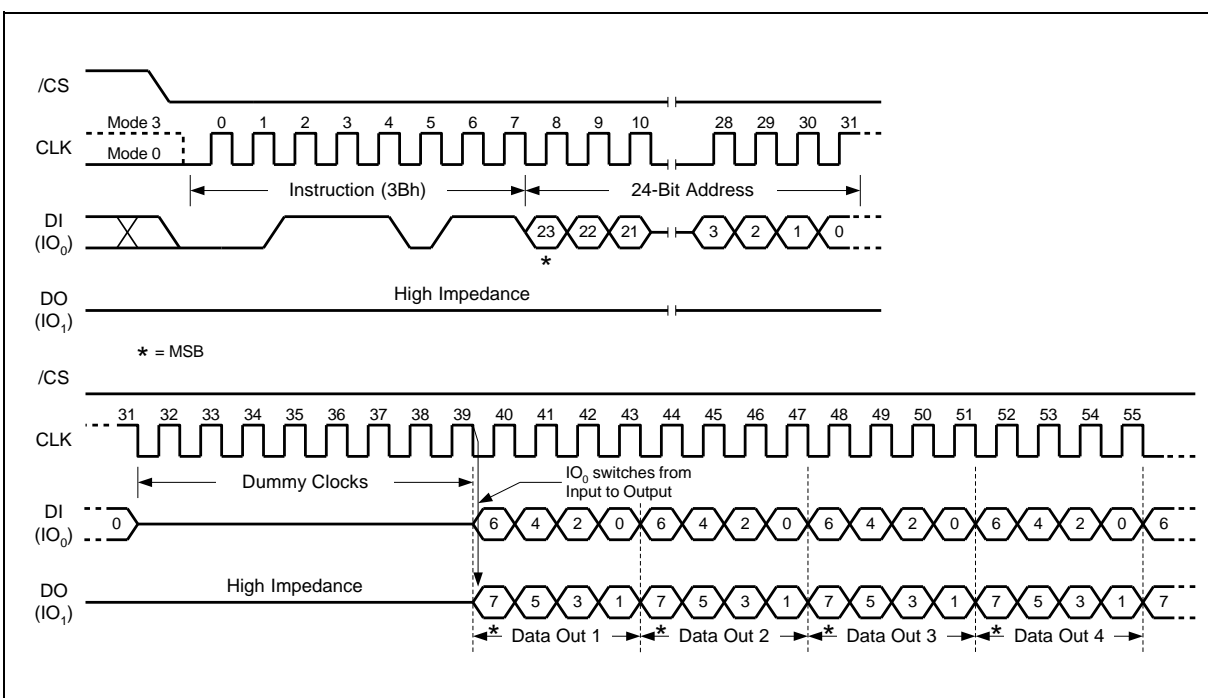 /CS
Mode 3 0 1 2 3 4 5 6 7 8 9 10 28 29 30 31
CLK
Mode 0
Instruction (3Bh) 24-Bit Address
DI
(IO0)
23 22 21 3 2 1 0
*
High Impedance
DO
(IO1)
* = MSB
/CS
31 32 33 34 35 36 37 38 39 40 41 42 43 44 45 46 47 48 49 50 51 52 53 54 55
CLK
Dummy Clocks
IO0 switches from
Input to Output
DI
(IO0)
0 6 4 2 0 6 4 2 0 6 4 2 0 6 4 2 0 6
High Impedance
DO
(IO1)
7 5 3 1 7 5 3 1 7 5 3 1 7 5 3 1 7
* Data Out 1 * Data Out 2 * Data Out 3 * Data Out 4